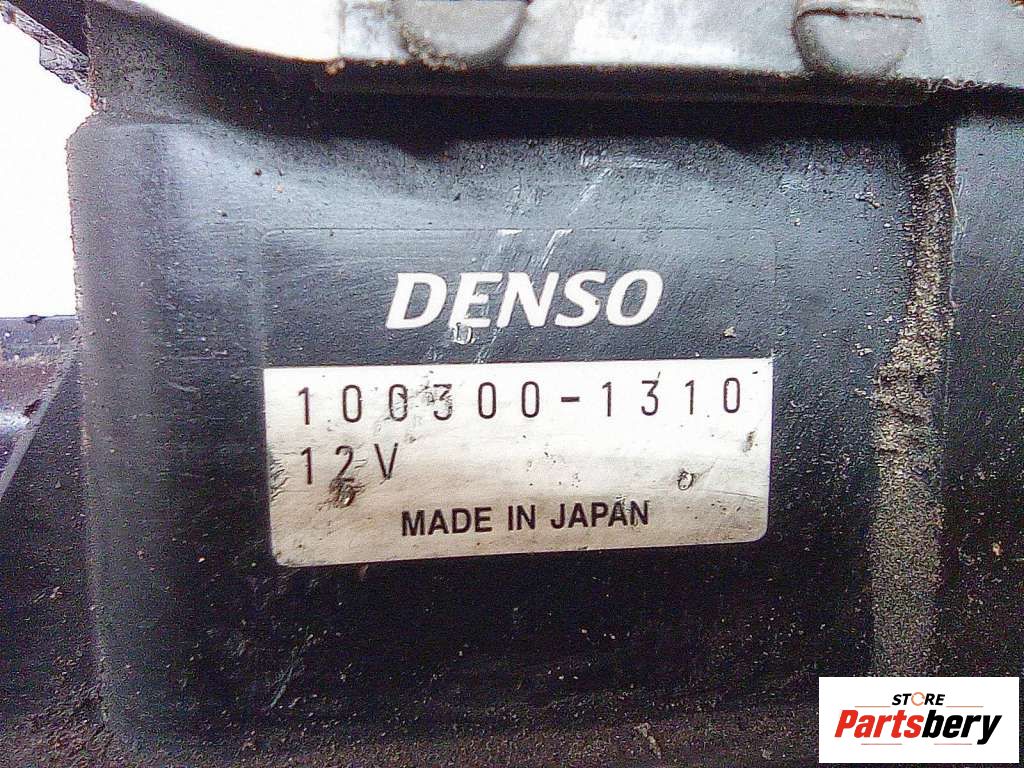 DENSO
100300-1310
12V
MADE IN JAPAN
STORE
Partsbery